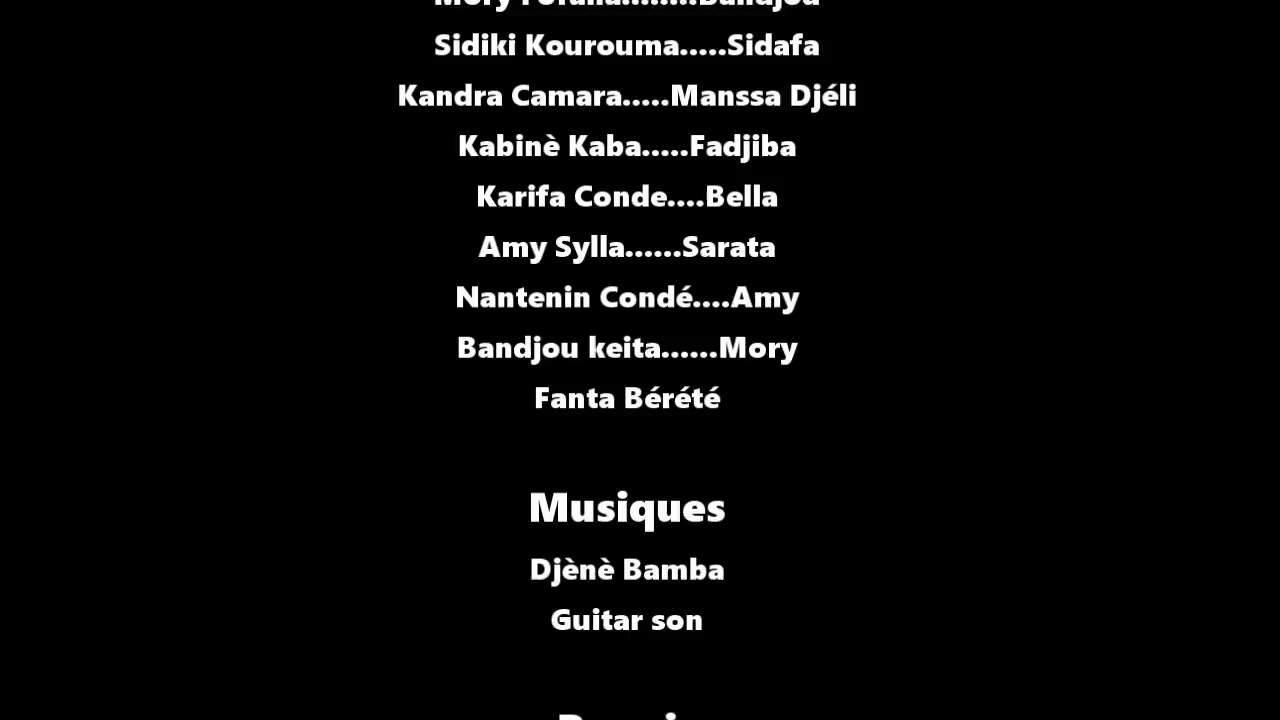 Sidiki Kourouma.....Sidafa
Kandra Camara.....Manssa Djéli
Kabinè Kaba.....Fadjiba
Karifa Conde....Bella
Amy Sylla......Sarata
Nantenin Condé....Amy
Bandjou keita......Mory
Fanta Bérété
Musiques
Djènè Bamba
Guitar son